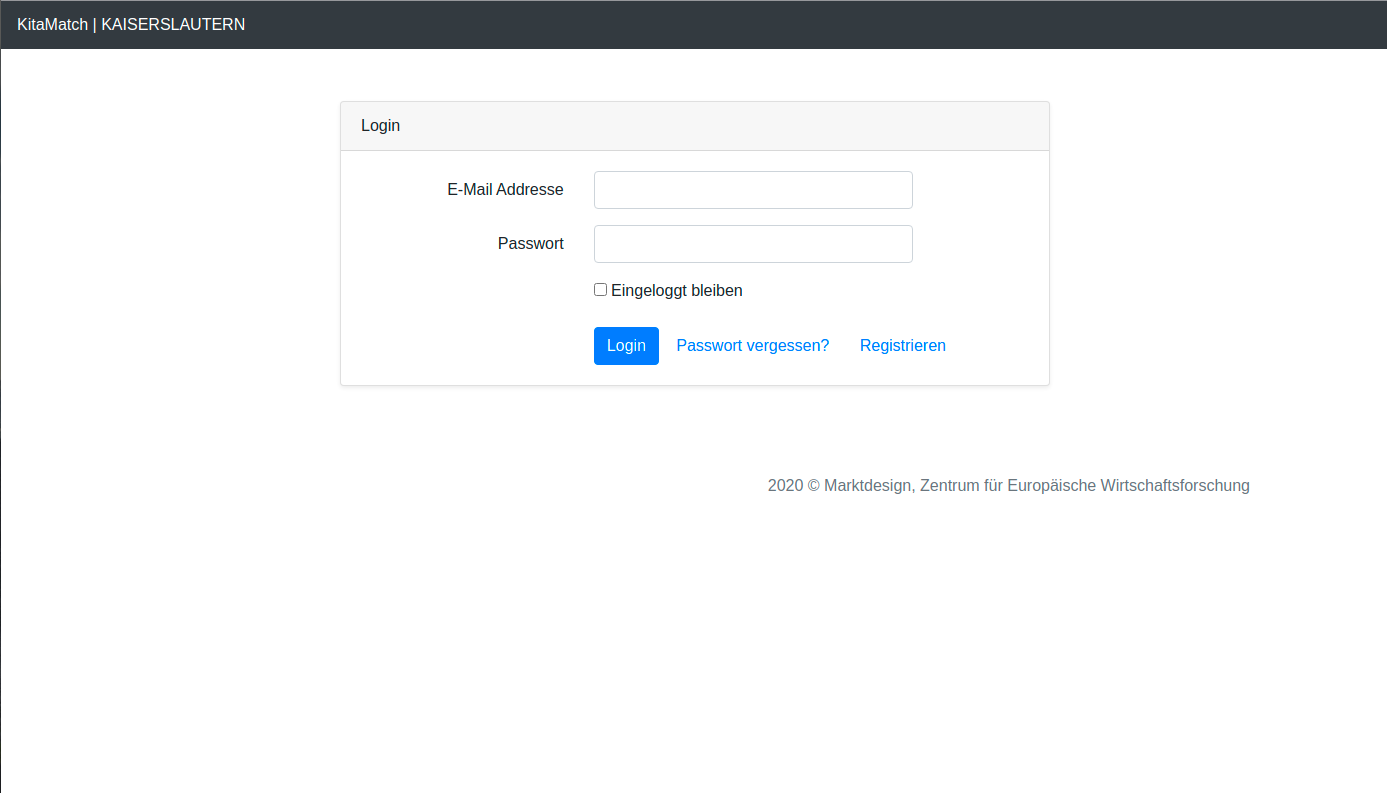 KitaMatch | KAISERSLAUTERN
Login
E-Mail Addresse
Passwort
Eingeloggt bleiben
Login Passwort vergessen? Registrieren
2020 © Marktdesign, Zentrum für Europäische Wirtschaftsforschung